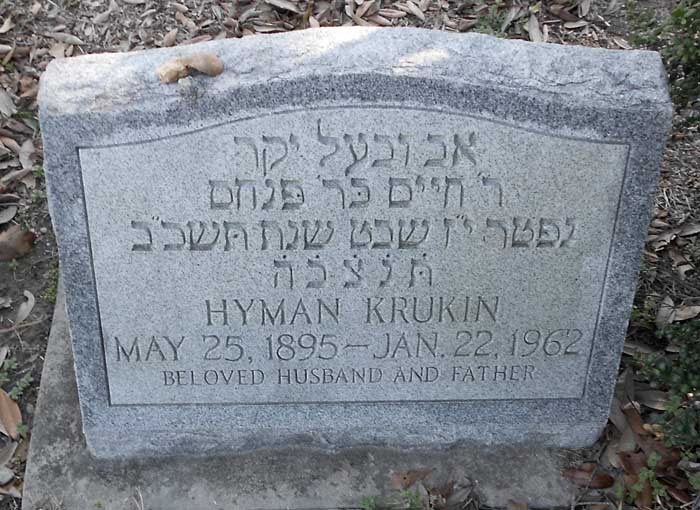 אב ובעל יקר
ר' חיים בר' פנחס
נפטר י"ז שבט שנת תשכ"ב
ת נ צ ב ה
HYMAN KRUKIN
MAY 25, 1895 – JAN. 22, 1962
BELOVED HUSBAND AND FATHER